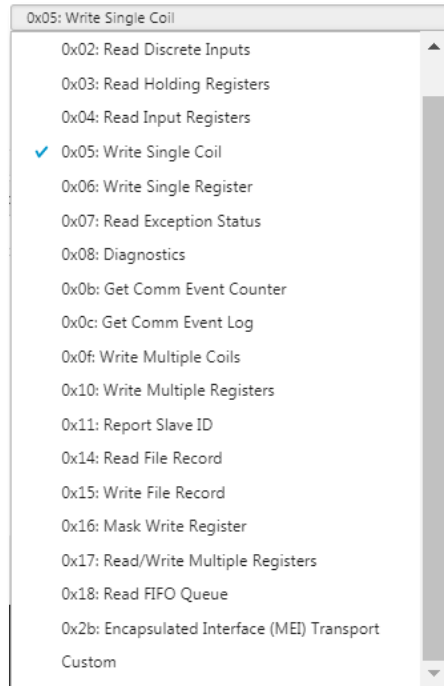 0x05: Write Single Coil
0x02: Read Discrete Inputs
0x03: Read Holding Registers
0x04: Read Input Registers
0x05: Write Single Coil
0x06: Write Single Register
0x07: Read Exception Status
0x08: Diagnostics
0x0b: Get Comm Event Counter
0x0c: Get Comm Event Log
0x0f: Write Multiple Coils
0x10: Write Multiple Registers
0x11: Report Slave ID
0x14: Read File Record
0x15: Write File Record
0x16: Mask Write Register
0x17: Read/Write Multiple Registers
0x18: Read FIFO Queue
0x2b: Encapsulated Interface (MEI) Transport
Custom